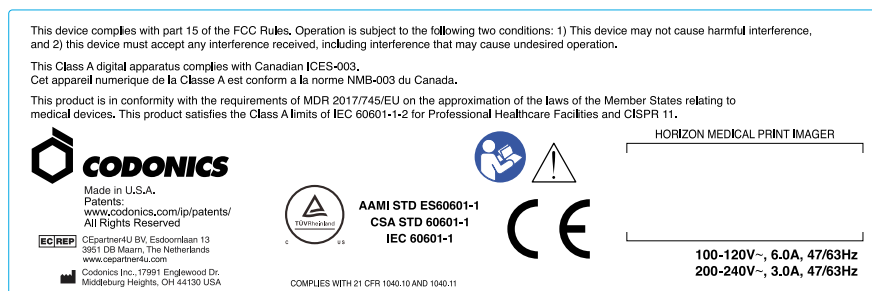 This device complies with part 15 of the FCC Rules. Operation is subject to the following two conditions: 1) This device may not cause harmful interference,
and 2) this device must accept any interference received, including interference that may cause undesired operation.
This Class A digital apparatus complies with Canadian ICES-003.
Cet appareil numerique de la Classe A est conform a la norme NMB-003 du Canada.
This product is in conformity with the requirements of MDR 2017/745/EU on the approximation of the laws of the Member States relating to
medical devices. This product satisfies the Class A limits of IEC 60601-1-2 for Professional Healthcare Facilities and CISPR 11.
CODONICS
Made in U.S.A.
Patents:
www.codonics.com/ip/patents/
All Rights Reserved
EC REP
CEpartner4U BV, Esdoornlaan 13
3951 DB Maarn, The Netherlands
www.cepartner4u.com
Codonics Inc.,17991 Englewood Dr.
Middleburg Heights, OH 44130 USA
TÜVRheinland
C US
AAMI STD ES60601-1
CSA STD 60601-1
IEC 60601-1
COMPLIES WITH 21 CFR 1040.10 AND 1040.11
CE
HORIZON MEDICAL PRINT IMAGER
100-120V~, 6.0A, 47/63Hz
200-240V~, 3.0A, 47/63Hz